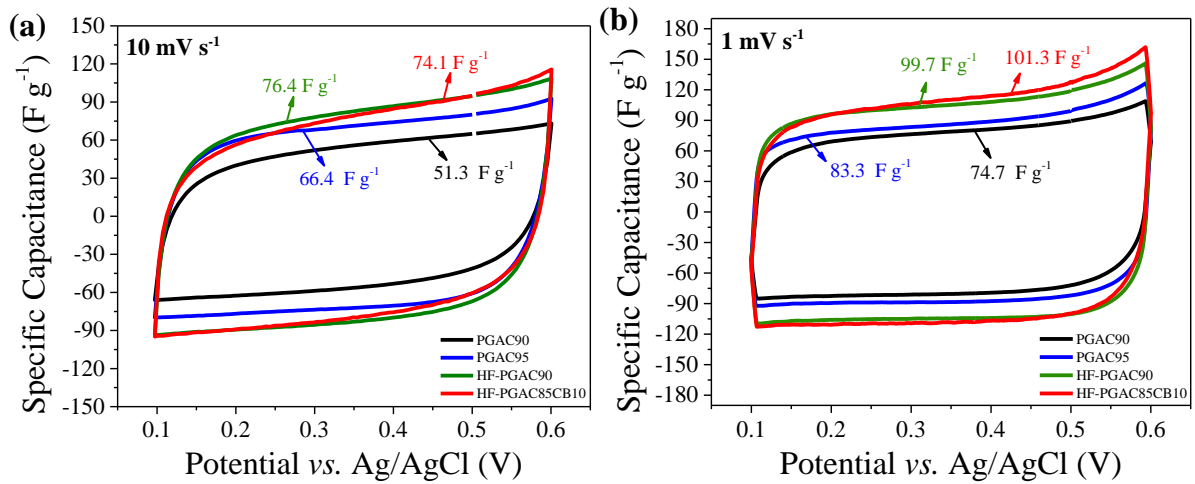 (a)
10 mV s-1
Specific Capacitance (F g-1)
150
120
90
60
30
0
-30
-60
-90
-120
-150
76.4 F g-1
74.1 F g-1
66.4 F g-1
51.3 F g-1
PGAC90
PGAC95
HF-PGAC90
HF-PGAC85CB10
0.1 0.2 0.3 0.4 0.5 0.6
Potential vs. Ag/AgCl (V)
(b)
1 mV s-1
Specific Capacitance (F g-1)
180
150
120
90
60
30
0
-30
-60
-90
-120
-150
-180
99.7 F g-1
101.3 F g-1
83.3 F g-1
74.7 F g-1
PGAC90
PGAC95
HF-PGAC90
HF-PGAC85CB10
0.1 0.2 0.3 0.4 0.5 0.6
Potential vs. Ag/AgCl (V)